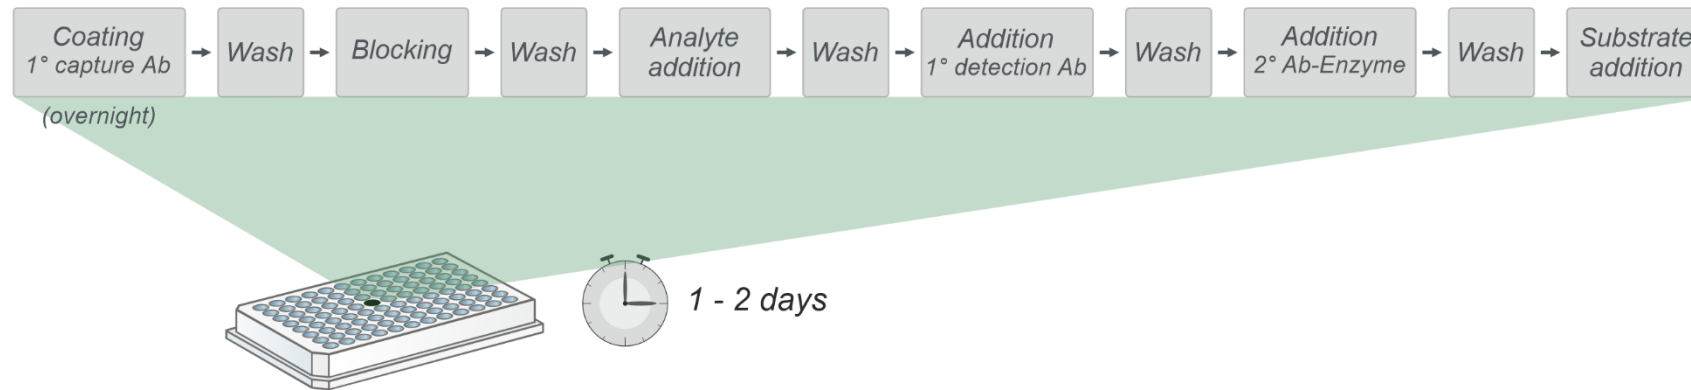 Coating
1° capture Ab
(overnight)
Wash
Blocking
Wash
Analyte
addition
Wash
Addition
1° detection Ab
Wash
Addition
2° Ab-Enzyme
Wash
Substrate
addition
1 - 2 days